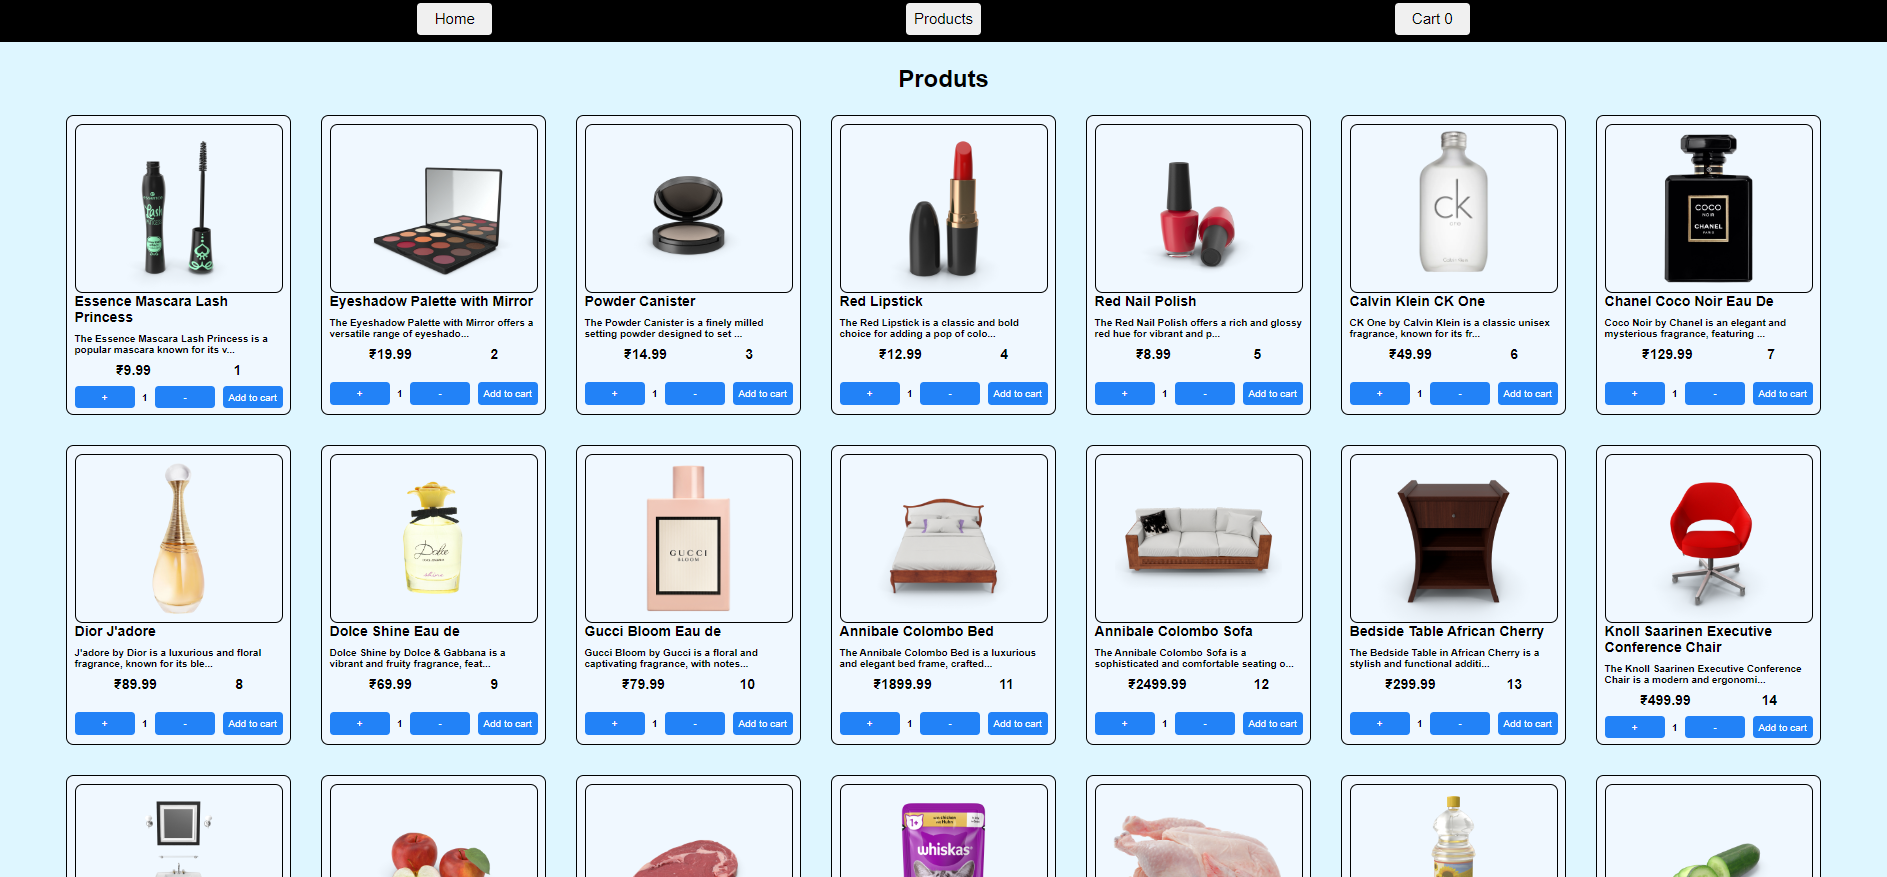 Home
Products
Cart 0
Produts
essence
Lash
PRINCESS
ck
one
Calvin Klein
COCO
NOIR
CHANEL
PARIS
Essence Mascara Lash
Princess
The Essence Mascara Lash Princess is a
popular mascara known for its v...
₹9.99
1
+
1
-
Add to cart
Eyeshadow Palette with Mirror
The Eyeshadow Palette with Mirror offers a
versatile range of eyeshado...
₹19.99
2
+
1
-
Add to cart
Powder Canister
The Powder Canister is a finely milled
setting powder designed to set ...
₹14.99
3
+
1
-
Add to cart
Red Lipstick
The Red Lipstick is a classic and bold
choice for adding a pop of colo...
₹12.99
4
+
1
-
Add to cart
Red Nail Polish
The Red Nail Polish offers a rich and glossy
red hue for vibrant and p...
₹8.99
5
+
1
-
Add to cart
Calvin Klein CK One
CK One by Calvin Klein is a classic unisex
fragrance, known for its fr...
₹49.99
6
+
1
-
Add to cart
Chanel Coco Noir Eau De
Coco Noir by Chanel is an elegant and
mysterious fragrance, featuring ...
₹129.99
7
+
1
-
Add to cart
Dolce
GUCCI
BLOOM
Dior J'adore
J'adore by Dior is a luxurious and floral
fragrance, known for its ble...
₹89.99
8
+
1
-
Add to cart
Dolce Shine Eau de
Dolce Shine by Dolce & Gabbana is a
vibrant and fruity fragrance, feat...
₹69.99
9
+
1
-
Add to cart
Gucci Bloom Eau de
Gucci Bloom by Gucci is a floral and
captivating fragrance, with notes...
₹79.99
10
+
1
-
Add to cart
Annibale Colombo Bed
The Annibale Colombo Bed is a luxurious
and elegant bed frame, crafted...
₹1899.99
11
+
1
-
Add to cart
Annibale Colombo Sofa
The Annibale Colombo Sofa is a
sophisticated and comfortable seating o...
₹2499.99
12
+
1
-
Add to cart
Bedside Table African Cherry
The Bedside Table in African Cherry is a
stylish and functional additi...
₹299.99
13
+
1
-
Add to cart
Knoll Saarinen Executive
Conference Chair
The Knoll Saarinen Executive Conference
Chair is a modern and ergonomi...
₹499.99
14
+
1
-
Add to cart
1+
whiskas